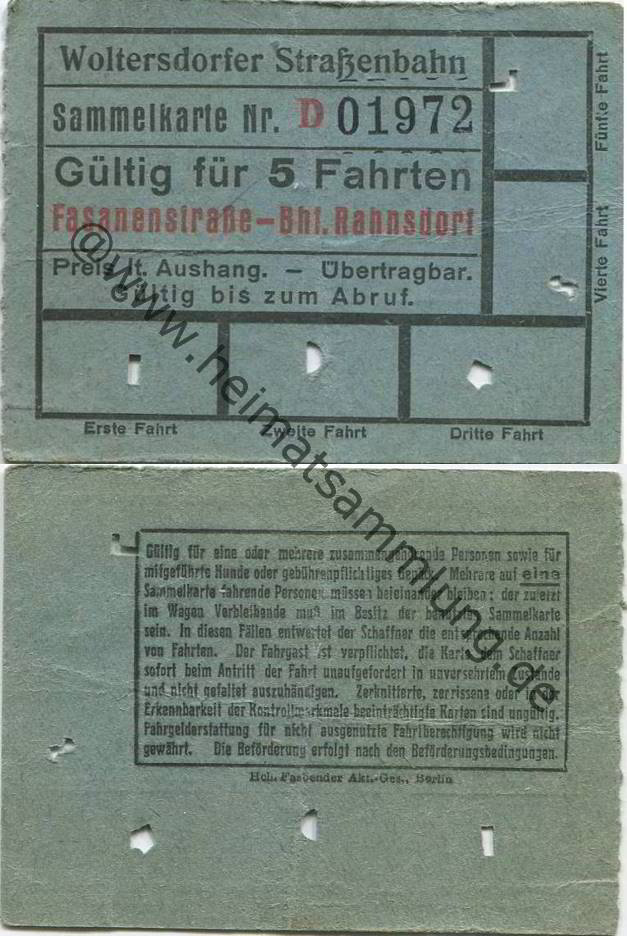 Woltersdorfer Straßenbahn
Sammelkarte Nr. D 01972
Gültig für 5 Fahrten
Fasanenstraße–Bhf. Rahnsdorf
Preis lt. Aushang. – Übertragbar.
Gültig bis zum Abruf.
Erste Fahrt
Zweite Fahrt
Dritte Fahrt
Vierte Fahrt
Fünfte Fahrt
@www.heimatsammlung.de
Gültig für eine oder mehrere zusammengehörende Personen sowie für
mitgeführte Hunde oder gebührenpflichtiges Gepäck. Mehrere auf eine
Sammelkarte fahrende Personen müssen beieinander bleiben; der zuletzt
im Wagen Verbleibende muß im Besitz der benutzten Sammelkarte
sein. In diesen Fällen entwertet der Schaffner die entsprechende Anzahl
von Fahrten. Der Fahrgast ist verpflichtet, die Karte dem Schaffner
sofort beim Antritt der Fahrt unaufgefordert in unversehrtem Zustande
und nicht gefaltet auszuhändigen. Zerknitterte, zerrissene oder in der
Erkennbarkeit der Kontrollmerkmale beeinträchtigte Karten sind ungültig.
Fahrgelderstattung für nicht ausgenutzte Fahrtberechtigung wird nicht
gewährt. Die Beförderung erfolgt nach den Beförderungsbedingungen.
Hch. Fasbender Akt.-Ges., Berlin